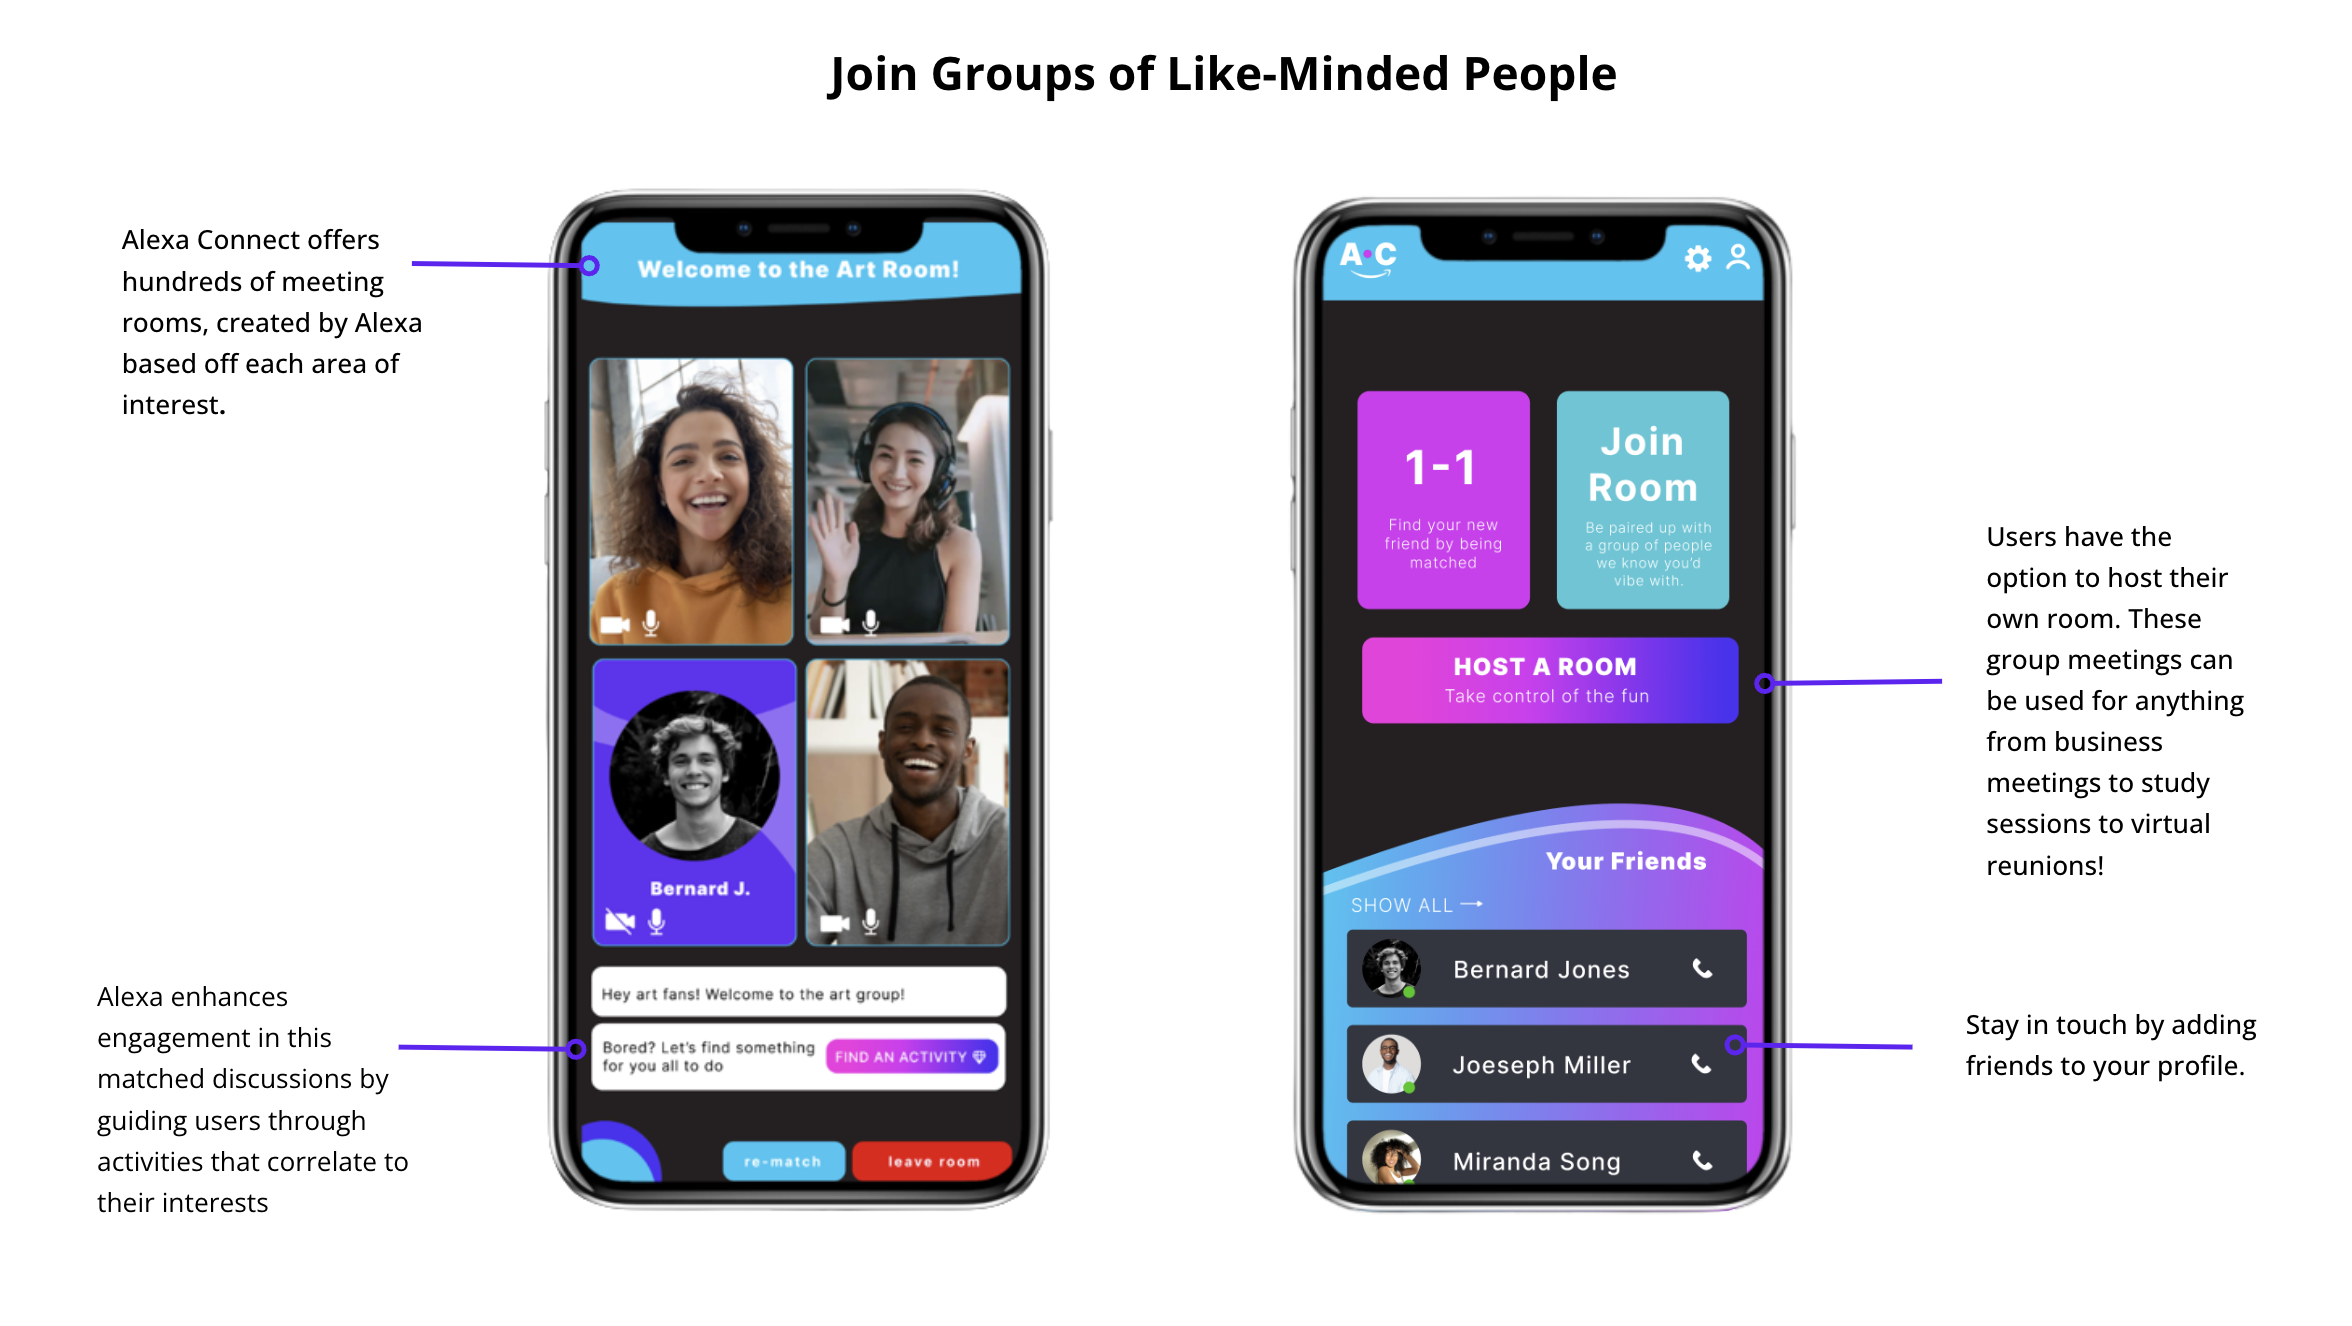 Join Groups of Like-Minded People
Alexa Connect offers
hundreds of meeting
rooms, created by Alexa
based off each area of
interest.
Alexa enhances
engagement in this
matched discussions by
guiding users through
activities that correlate to
their interests
Welcome to the Art Room!
Bernard J.
Hey art fans! Welcome to the art group!
Bored? Let's find something
for you all to do
FIND AN ACTIVITY
re-match
leave room
A•C
1-1
Find your new
friend by being
matched
Join
Room
Be paired up with
a group of people
we know you'd
vibe with.
HOST A ROOM
Take control of the fun
Your Friends
SHOW ALL
Bernard Jones
Joeseph Miller
Miranda Song
Users have the
option to host their
own room. These
group meetings can
be used for anything
from business
meetings to study
sessions to virtual
reunions!
Stay in touch by adding
friends to your profile.